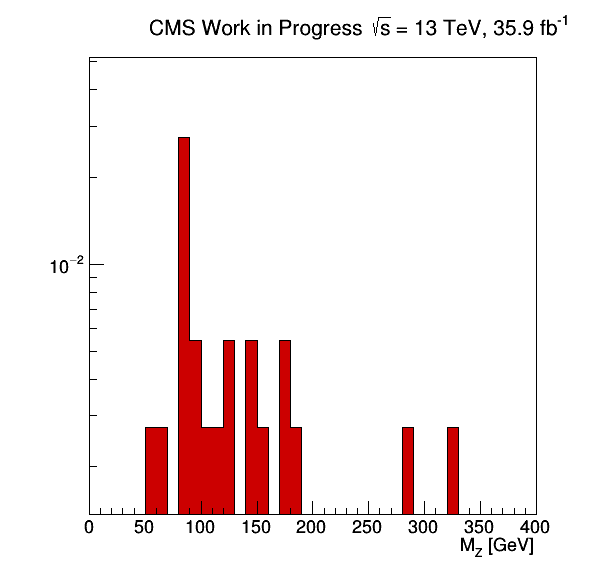 CMS Work in Progress √s = 13 TeV, 35.9 fb⁻¹
10⁻²
0 50 100 150 200 250 300 350 400
M_Z [GeV]